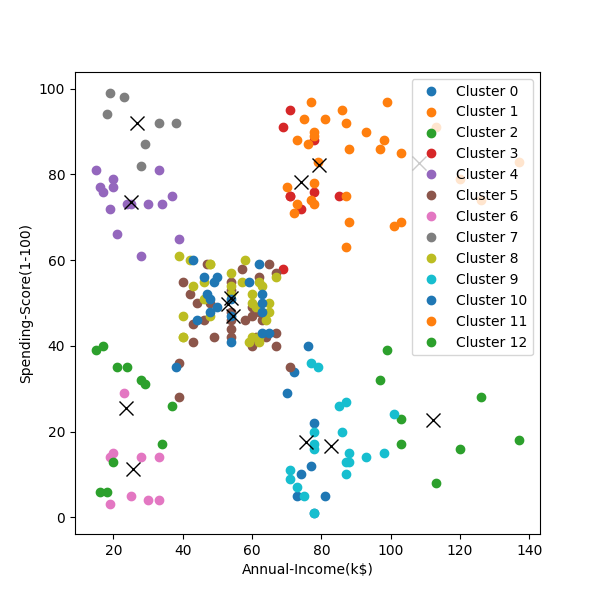 100
80
60
40
20
0
Spending-Score(1-100)
20
40
60
80
100
120
140
Annual-Income(k$)
Cluster 0
Cluster 1
Cluster 2
Cluster 3
Cluster 4
Cluster 5
Cluster 6
Cluster 7
Cluster 8
Cluster 9
Cluster 10
Cluster 11
Cluster 12